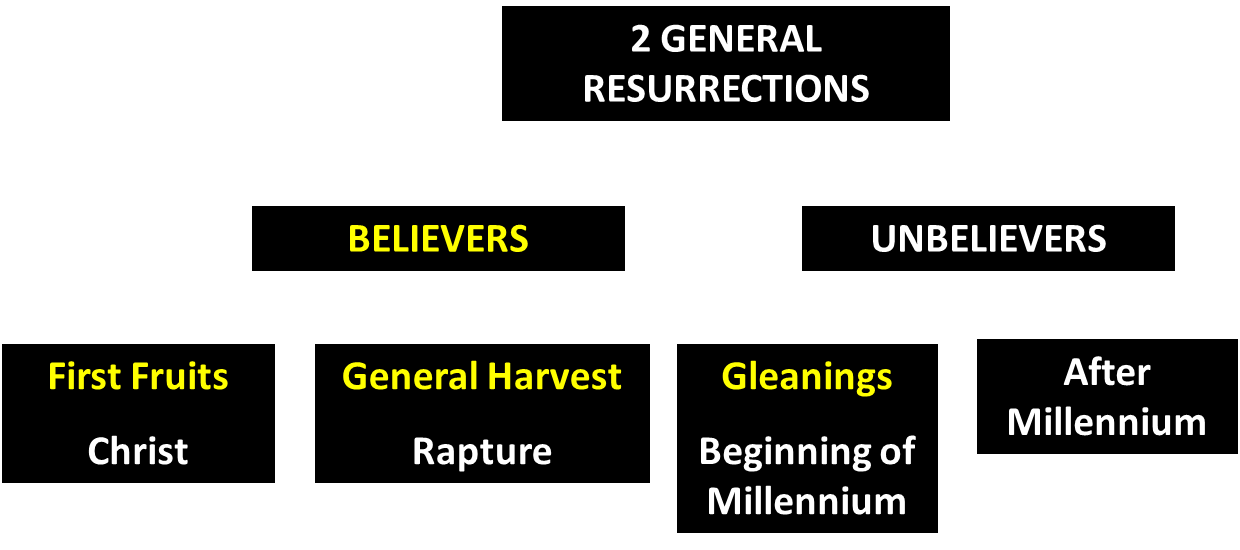 2 GENERAL
RESURRECTIONS
BELIEVERS
UNBELIEVERS
First Fruits
Christ
General Harvest
Rapture
Gleanings
Beginning of
Millennium
After
Millennium